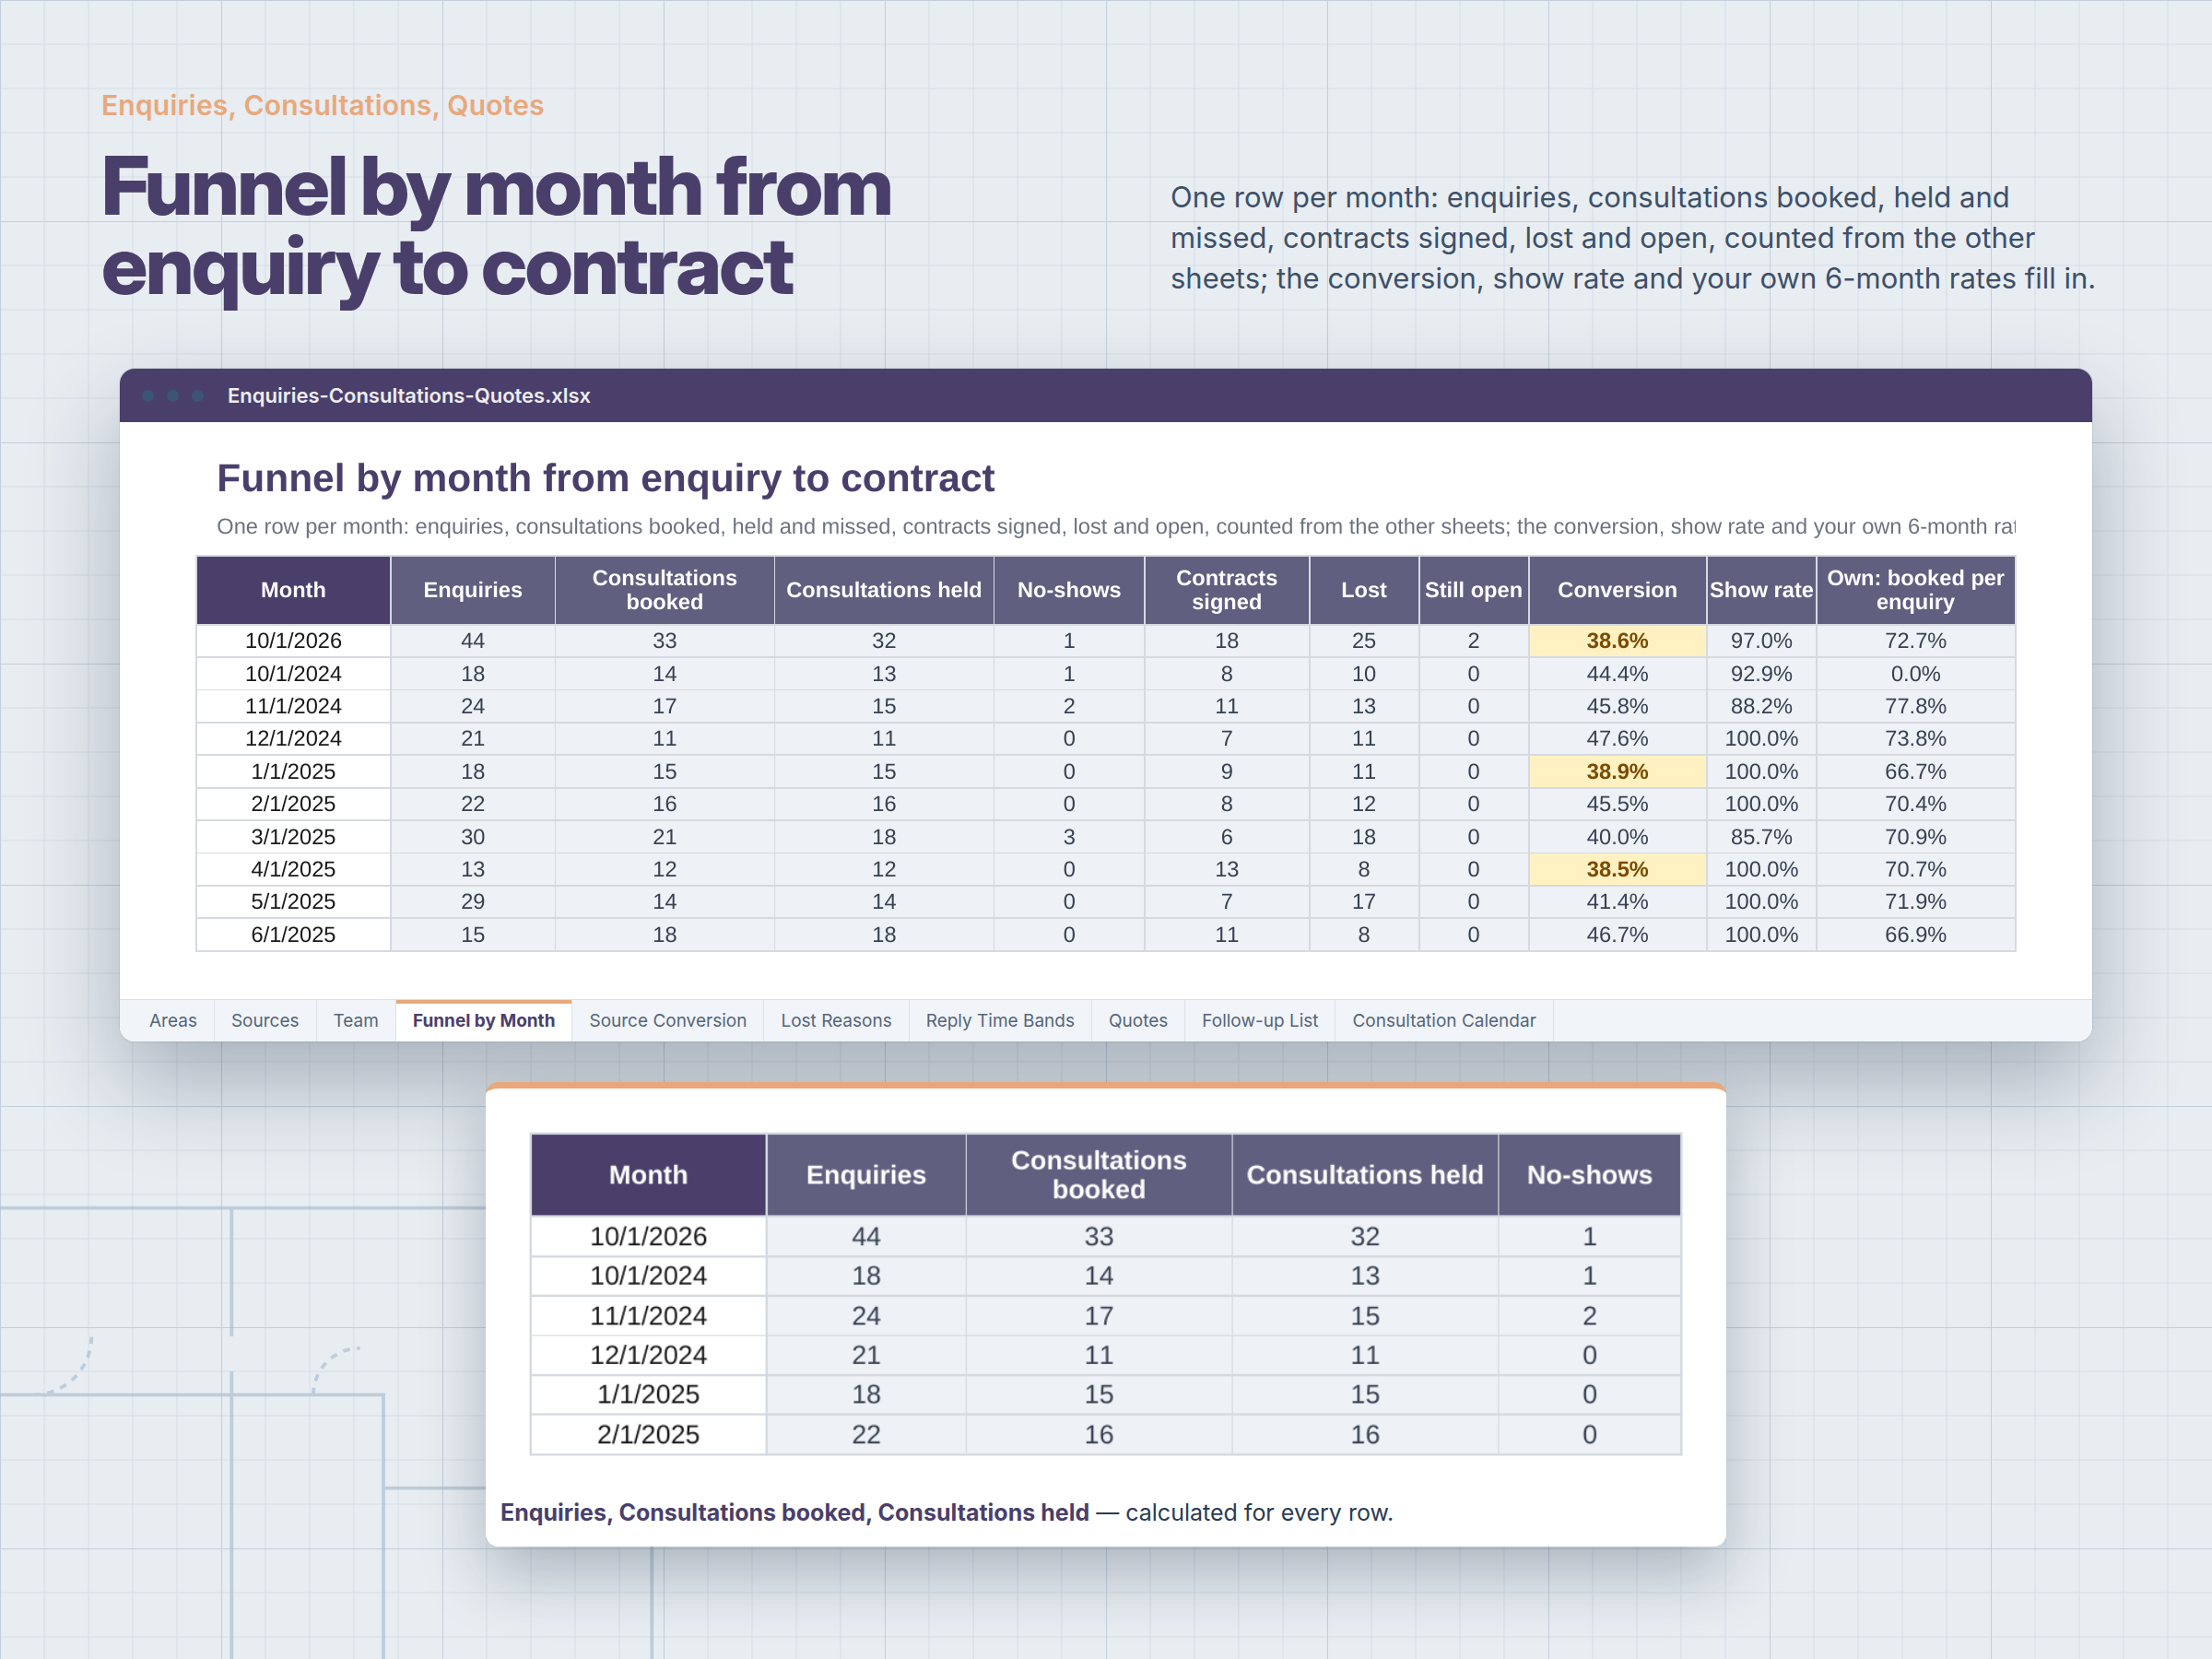 Enquiries, Consultations, Quotes
Funnel by month from
enquiry to contract
One row per month: enquiries, consultations booked, held and
missed, contracts signed, lost and open, counted from the other
sheets; the conversion, show rate and your own 6-month rates fill in.
Enquiries-Consultations-Quotes.xlsx
Funnel by month from enquiry to contract
One row per month: enquiries, consultations booked, held and missed, contracts signed, lost and open, counted from the other sheets; the conversion, show rate and your own 6-month rat
Month Enquiries Consultations booked Consultations held No-shows Contracts signed Lost Still open Conversion Show rate Own: booked per enquiry
10/1/2026 44 33 32 1 18 25 2 38.6% 97.0% 72.7%
10/1/2024 18 14 13 1 8 10 0 44.4% 92.9% 0.0%
11/1/2024 24 17 15 2 11 13 0 45.8% 88.2% 77.8%
12/1/2024 21 11 11 0 7 11 0 47.6% 100.0% 73.8%
1/1/2025 18 15 15 0 9 11 0 38.9% 100.0% 66.7%
2/1/2025 22 16 16 0 8 12 0 45.5% 100.0% 70.4%
3/1/2025 30 21 18 3 6 18 0 40.0% 85.7% 70.9%
4/1/2025 13 12 12 0 13 8 0 38.5% 100.0% 70.7%
5/1/2025 29 14 14 0 7 17 0 41.4% 100.0% 71.9%
6/1/2025 15 18 18 0 11 8 0 46.7% 100.0% 66.9%
Areas Sources Team Funnel by Month Source Conversion Lost Reasons Reply Time Bands Quotes Follow-up List Consultation Calendar
Month Enquiries Consultations booked Consultations held No-shows
10/1/2026 44 33 32 1
10/1/2024 18 14 13 1
11/1/2024 24 17 15 2
12/1/2024 21 11 11 0
1/1/2025 18 15 15 0
2/1/2025 22 16 16 0
Enquiries, Consultations booked, Consultations held — calculated for every row.